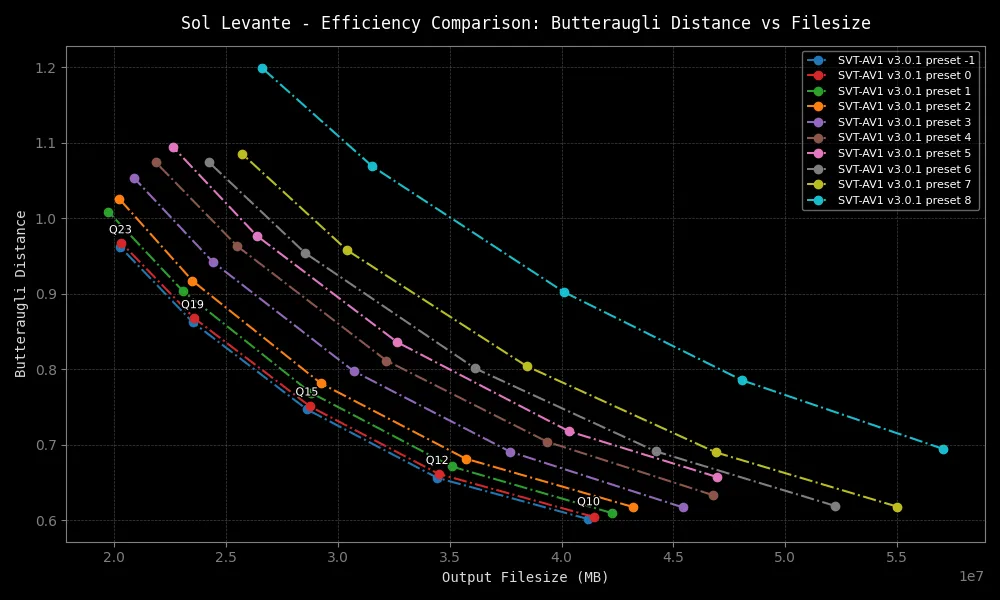 Sol Levante - Efficiency Comparison: Butteraugli Distance vs Filesize
SVT-AV1 v3.0.1 preset -1
SVT-AV1 v3.0.1 preset 0
SVT-AV1 v3.0.1 preset 1
SVT-AV1 v3.0.1 preset 2
SVT-AV1 v3.0.1 preset 3
SVT-AV1 v3.0.1 preset 4
SVT-AV1 v3.0.1 preset 5
SVT-AV1 v3.0.1 preset 6
SVT-AV1 v3.0.1 preset 7
SVT-AV1 v3.0.1 preset 8
Butteraugli Distance
1.2
1.1
1.0
0.9
0.8
0.7
0.6
Q23
Q19
Q15
Q12
Q10
2.0
2.5
3.0
3.5
4.0
4.5
5.0
5.5
1e7
Output Filesize (MB)